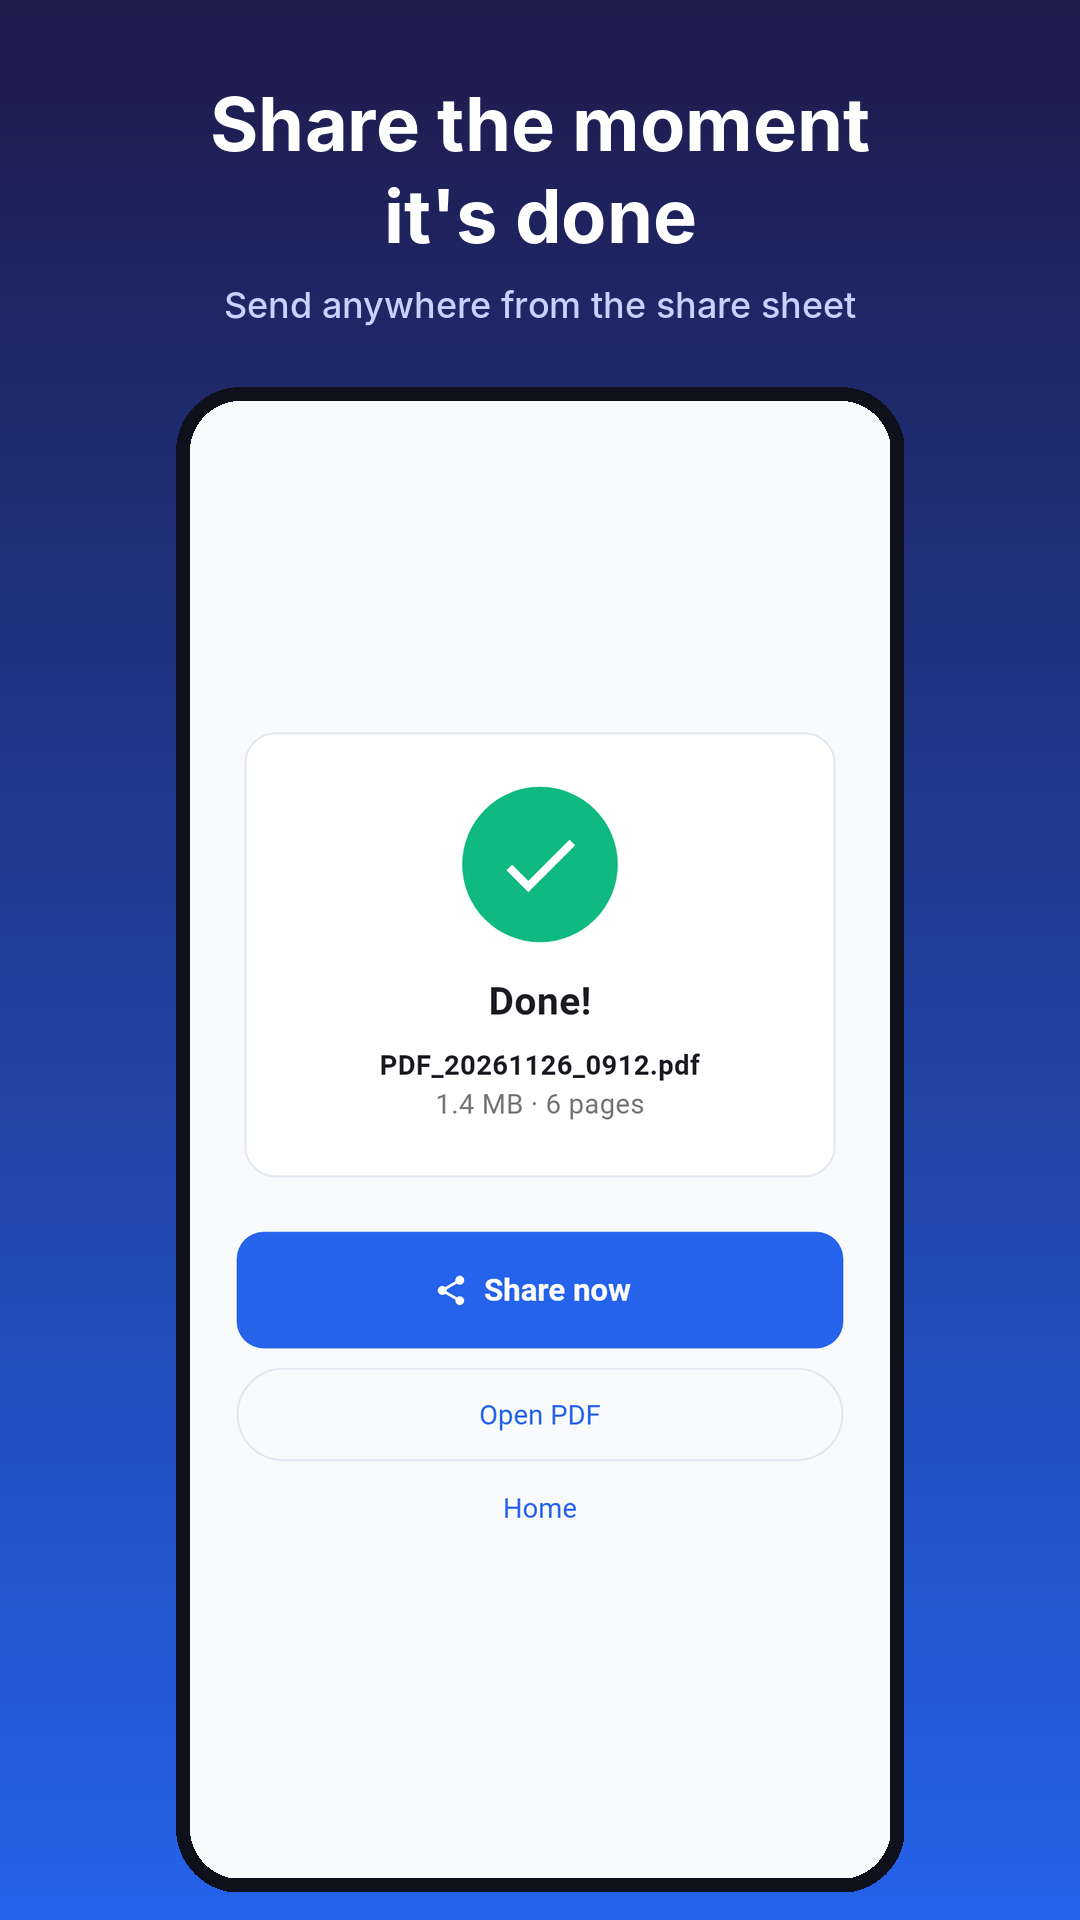 Share the moment
it's done
Send anywhere from the share sheet
Done!
PDF_20261126_0912.pdf
1.4 MB · 6 pages
Share now
Open PDF
Home